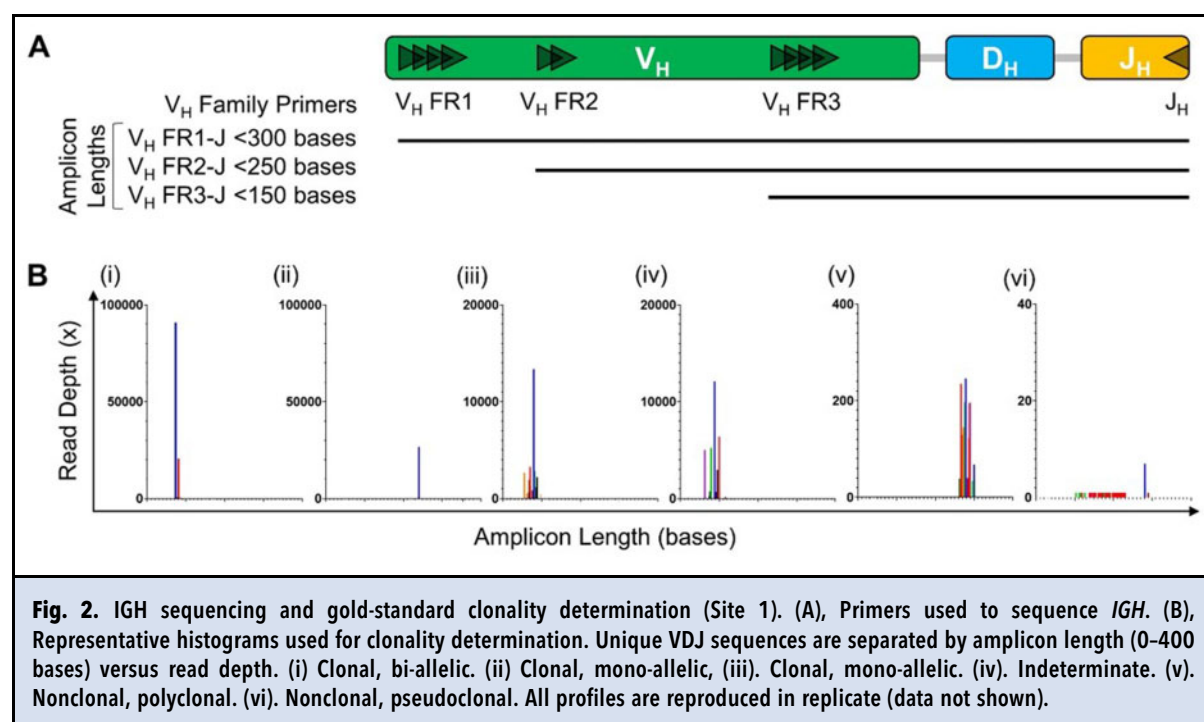 A
V_H
D_H
J_H
V_H Family Primers
V_H FR1
V_H FR2
V_H FR3
J_H
Amplicon Lengths
V_H FR1-J <300 bases
V_H FR2-J <250 bases
V_H FR3-J <150 bases
B
(i)
(ii)
(iii)
(iv)
(v)
(vi)
Read Depth (x)
100000
50000
0
100000
50000
0
20000
10000
0
20000
10000
0
400
200
0
40
20
0
Amplicon Length (bases)
Fig. 2. IGH sequencing and gold-standard clonality determination (Site 1). (A), Primers used to sequence IGH. (B),
Representative histograms used for clonality determination. Unique VDJ sequences are separated by amplicon length (0–400
bases) versus read depth. (i) Clonal, bi-allelic. (ii) Clonal, mono-allelic, (iii). Clonal, mono-allelic. (iv). Indeterminate. (v).
Nonclonal, polyclonal. (vi). Nonclonal, pseudoclonal. All profiles are reproduced in replicate (data not shown).